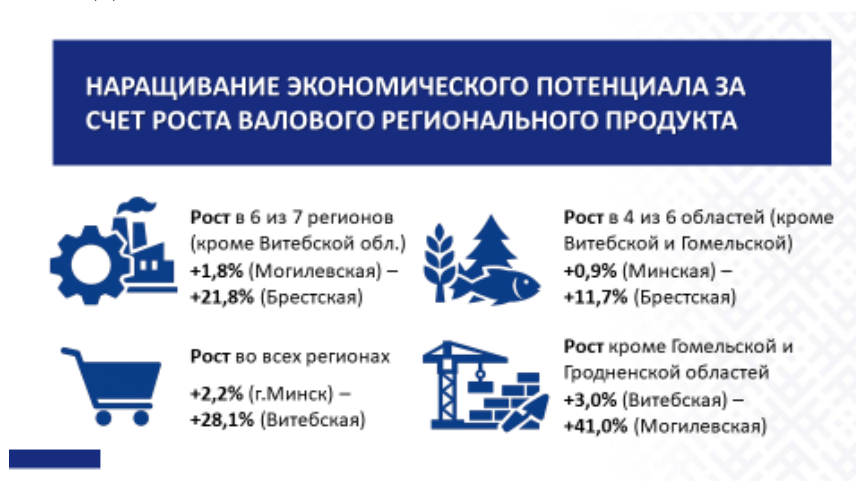 НАРАЩИВАНИЕ ЭКОНОМИЧЕСКОГО ПОТЕНЦИАЛА ЗА
СЧЕТ РОСТА ВАЛОВОГО РЕГИОНАЛЬНОГО ПРОДУКТА
Рост в 6 из 7 регионов
(кроме Витебской обл.)
+1,8% (Могилевская) –
+21,8% (Брестская)
Рост в 4 из 6 областей (кроме
Витебской и Гомельской)
+0,9% (Минская) –
+11,7% (Брестская)
Рост во всех регионах
+2,2% (г.Минск) –
+28,1% (Витебская)
Рост кроме Гомельской и
Гродненской областей
+3,0% (Витебская) –
+41,0% (Могилевская)